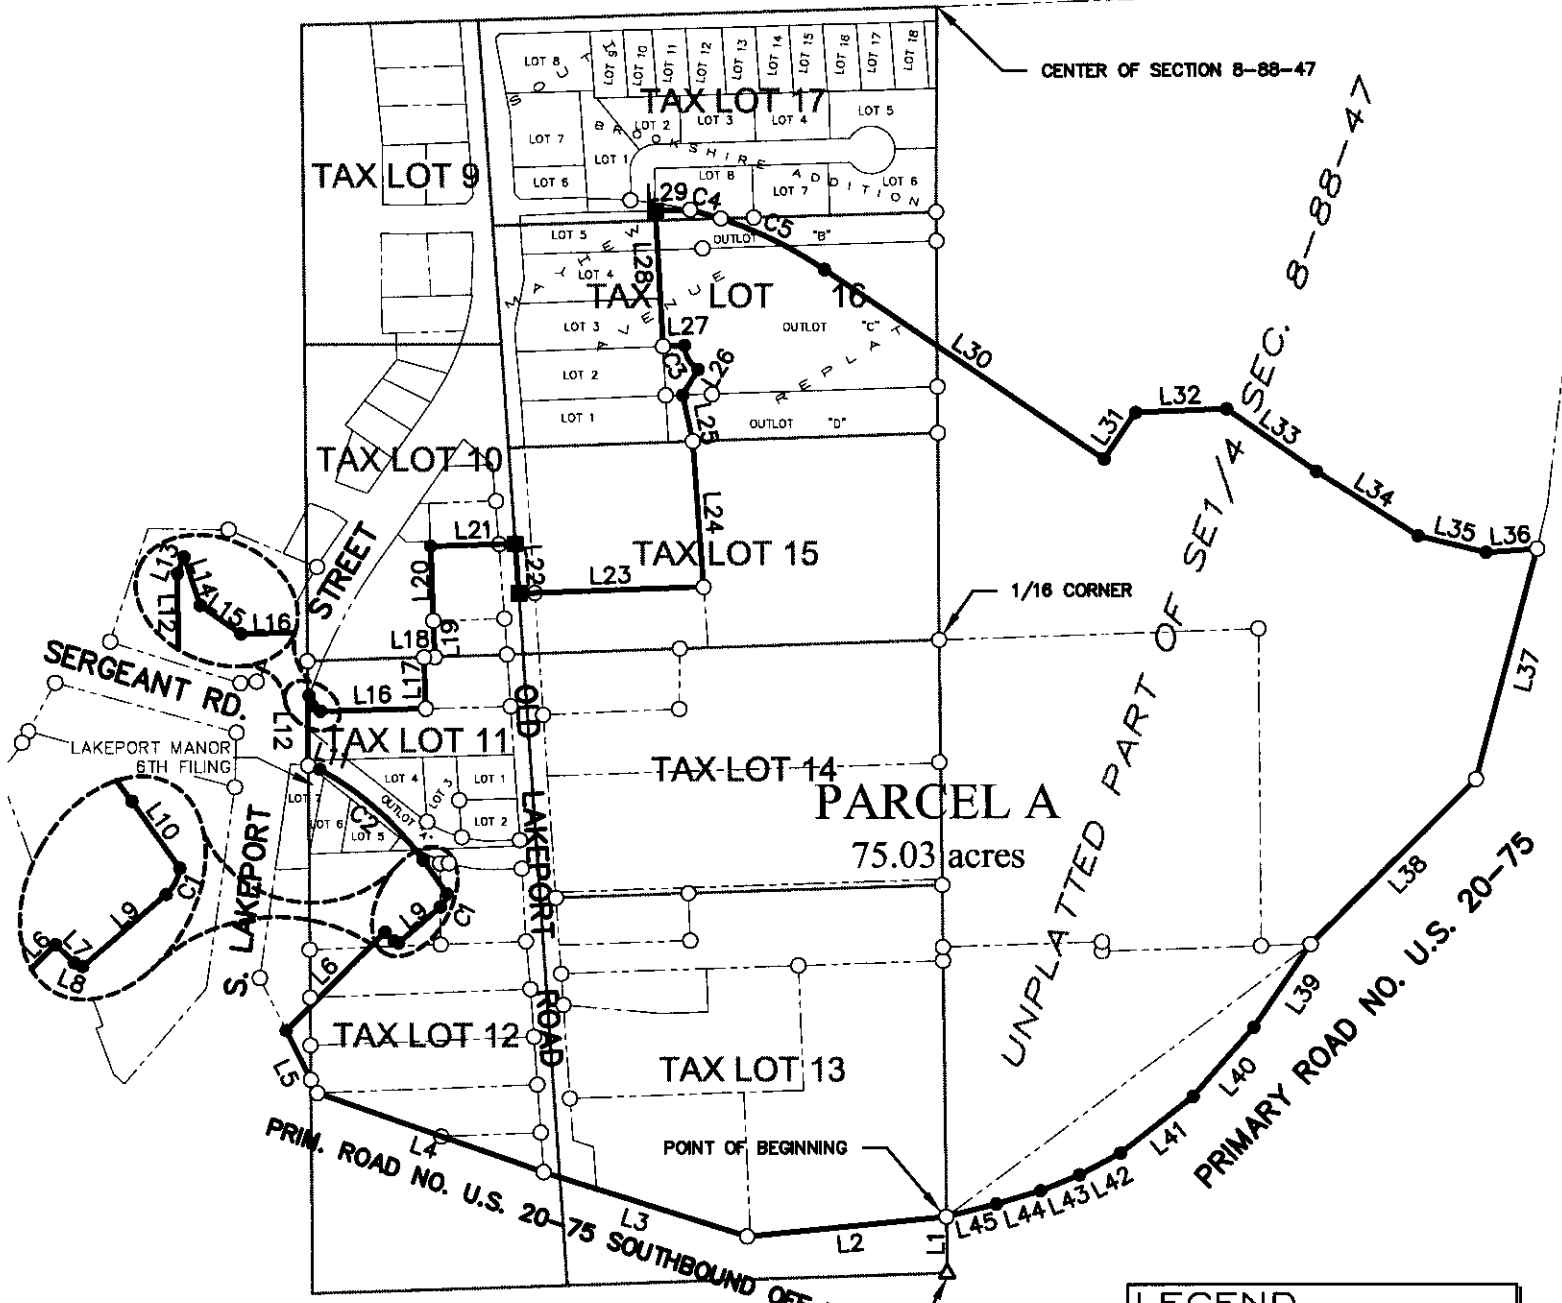 CENTER OF SECTION 8-88-47
SEC. 8-88-47
LOT 8
LOT 9
LOT 10
LOT 11
LOT 12
LOT 13
LOT 14
LOT 15
LOT 16
LOT 17
LOT 18
SOUTH
TAX LOT 17
LOT 7
LOT 2
LOT 3
LOT 4
LOT 5
BROOKSHIRE ADDITION
LOT 1
LOT 6
LOT 8
LOT 7
LOT 6
TAX LOT 9
L29
C4
C5
LOT 5
OUTLOT "B"
LOT 4
L28
TAX LOT 16
LOT 3
OUTLOT "C"
REPLAT
L27
C3
L26
LOT 2
LOT 1
L25
OUTLOT "D"
L30
L31
L32
L33
L34
L35
L36
TAX LOT 10
L24
L21
L22
TAX LOT 15
L20
L23
L19
L18
STREET
L13
L14
L15
L16
L12
1/16 CORNER
UNPLATTED PART OF SE1/4
SERGEANT RD.
L17
L16
L12
OLD LAKEPORT ROAD
L37
LAKEPORT MANOR
6TH FILING
L11
TAX LOT 11
LOT 4
LOT 3
LOT 1
LOT 2
OUTLOT "A"
LOT 7
LOT 6
LOT 5
C2
TAX LOT 14
PARCEL A
75.03 acres
L10
C1
L9
L6
L7
L8
S. LAKEPORT
C1
L9
L6
L38
PRIMARY ROAD NO. U.S. 20-75
L39
TAX LOT 12
L5
TAX LOT 13
L40
L41
L42
L43
L44
L45
POINT OF BEGINNING
L4
L3
L2
L1
PRIM. ROAD NO. U.S. 20-75 SOUTHBOUND
LEGEND